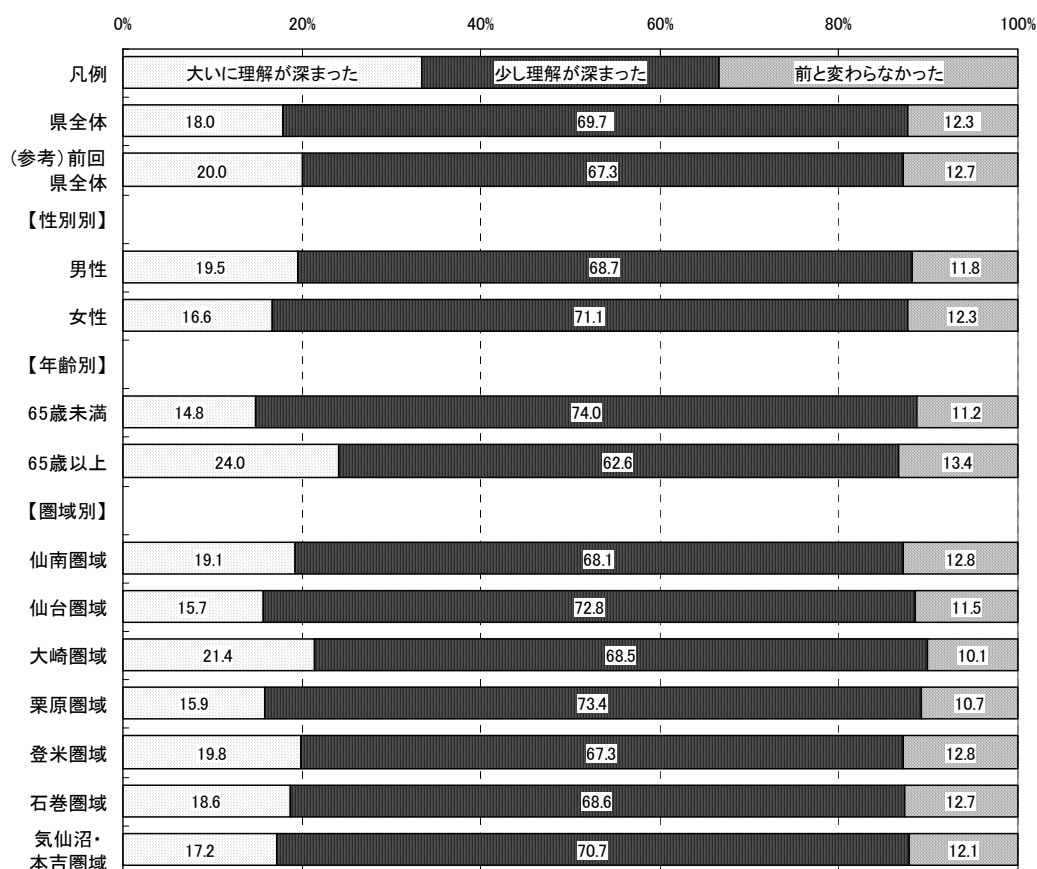 0% 20% 40% 60% 80% 100%
凡例 大いに理解が深まった 少し理解が深まった 前と変わらなかった
県全体 18.0 69.7 12.3
(参考)前回
県全体 20.0 67.3 12.7
【性別別】
男性 19.5 68.7 11.8
女性 16.6 71.1 12.3
【年齢別】
65歳未満 14.8 74.0 11.2
65歳以上 24.0 62.6 13.4
【圏域別】
仙南圏域 19.1 68.1 12.8
仙台圏域 15.7 72.8 11.5
大崎圏域 21.4 68.5 10.1
栗原圏域 15.9 73.4 10.7
登米圏域 19.8 67.3 12.8
石巻圏域 18.6 68.6 12.7
気仙沼・
本吉圏域 17.2 70.7 12.1